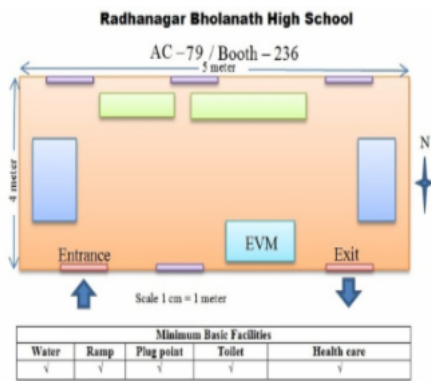 Radhanagar Bholanath High School
AC – 79 / Booth – 236
5 meter
4 meter
N
EVM
Entrance
Exit
Scale 1 cm = 1 meter
Minimum Basic Facilities
Water Ramp Plug point Toilet Health care
√ √ √ √ √